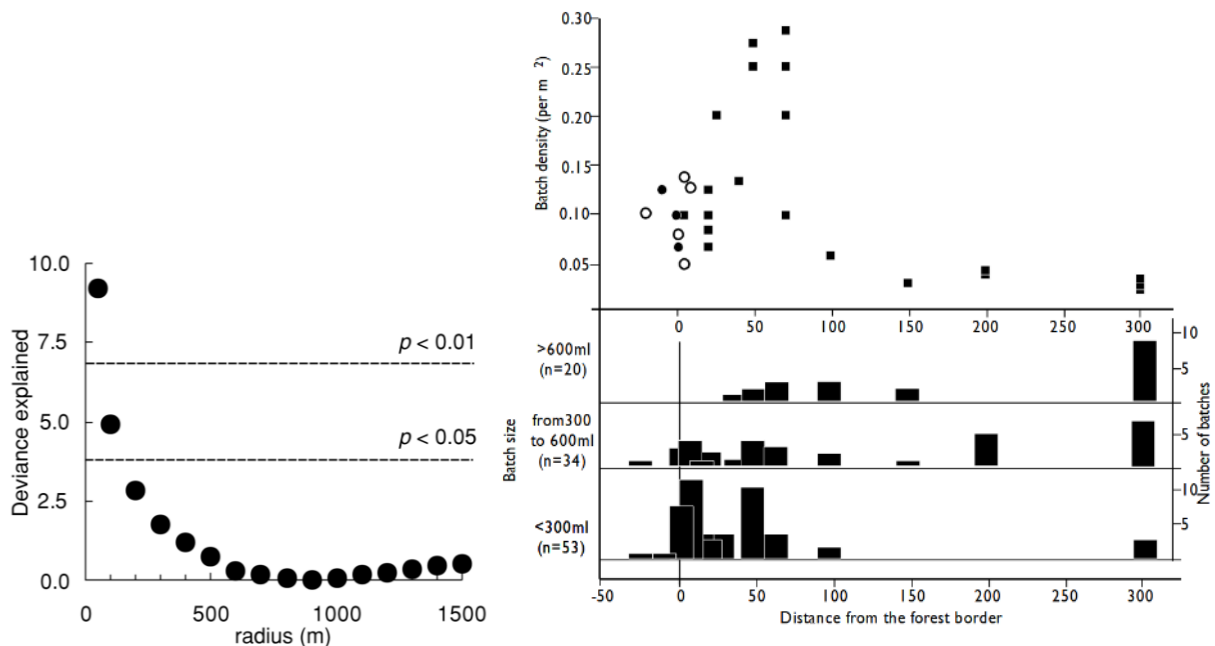 10.0
7.5
5.0
2.5
0.0
Deviance explained
p < 0.01
p < 0.05
0 500 1000 1500
radius (m)
0.30
0.25
0.20
0.15
0.10
0.05
Batch density (per m 2)
0 50 100 150 200 250 300
>600ml
(n=20)
from300
to 600ml
(n=34)
<300ml
(n=53)
Batch size
10
5
5
10
5
Number of batches
-50 0 50 100 150 200 250 300
Distance from the forest border